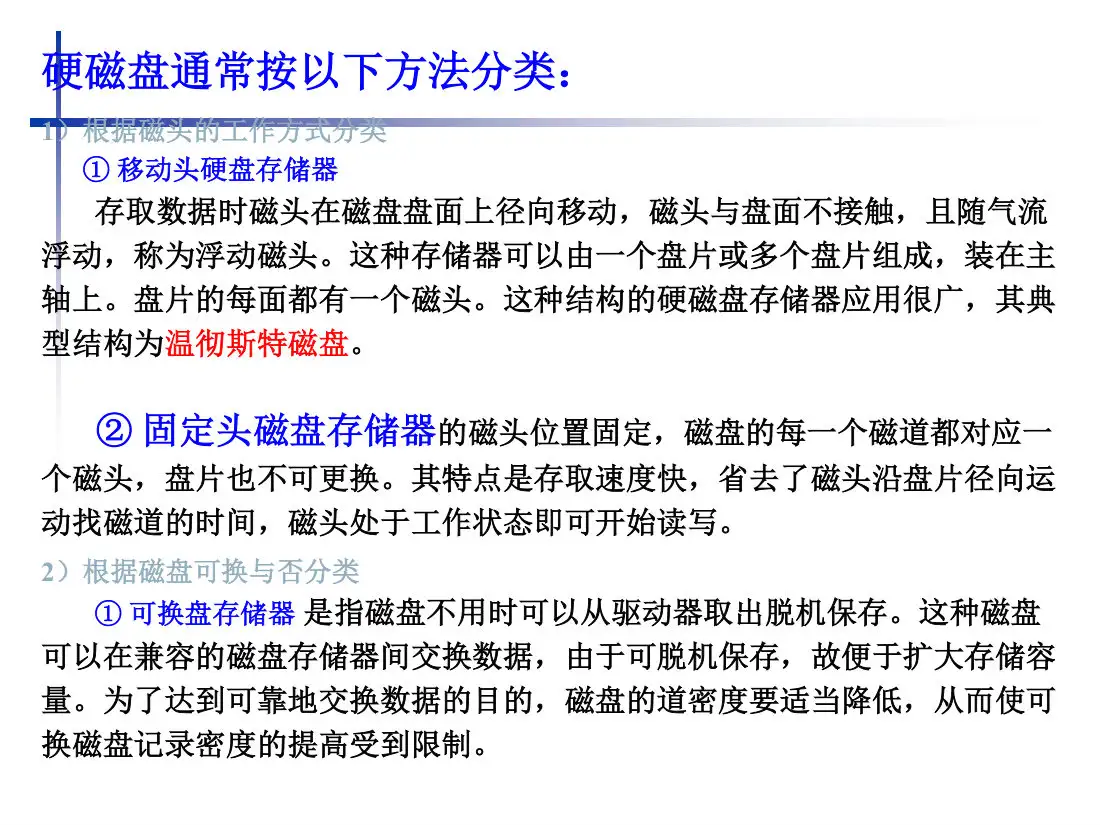 硬磁盘通常按以下方法分类：
1）根据磁头的工作方式分类
① 移动头硬盘存储器
存取数据时磁头在磁盘盘面上径向移动，磁头与盘面不接触，且随气流
浮动，称为浮动磁头。这种存储器可以由一个盘片或多个盘片组成，装在主
轴上。盘片的每面都有一个磁头。这种结构的硬磁盘存储器应用很广，其典
型结构为温彻斯特磁盘。
② 固定头磁盘存储器的磁头位置固定，磁盘的每一个磁道都对应一
个磁头，盘片也不可更换。其特点是存取速度快，省去了磁头沿盘片径向运
动找磁道的时间，磁头处于工作状态即可开始读写。
2）根据磁盘可换与否分类
① 可换盘存储器 是指磁盘不用时可以从驱动器取出脱机保存。这种磁盘
可以在兼容的磁盘存储器间交换数据，由于可脱机保存，故便于扩大存储容
量。为了达到可靠地交换数据的目的，磁盘的道密度要适当降低，从而使可
换磁盘记录密度的提高受到限制。